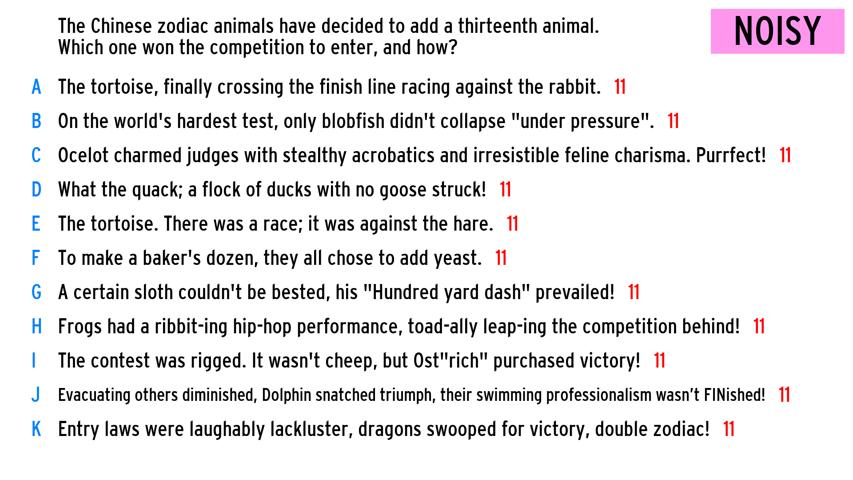 The Chinese zodiac animals have decided to add a thirteenth animal.
Which one won the competition to enter, and how?
NOISY
A The tortoise, finally crossing the finish line racing against the rabbit. 11
B On the world's hardest test, only blobfish didn't collapse "under pressure". 11
C Ocelot charmed judges with stealthy acrobatics and irresistible feline charisma. Purrfect! 11
D What the quack; a flock of ducks with no goose struck! 11
E The tortoise. There was a race; it was against the hare. 11
F To make a baker's dozen, they all chose to add yeast. 11
G A certain sloth couldn't be bested, his "Hundred yard dash" prevailed! 11
H Frogs had a ribbit-ing hip-hop performance, toad-ally leap-ing the competition behind! 11
I The contest was rigged. It wasn't cheep, but Ost"rich" purchased victory! 11
J Evacuating others diminished, Dolphin snatched triumph, their swimming professionalism wasn’t FINished! 11
K Entry laws were laughably lackluster, dragons swooped for victory, double zodiac! 11